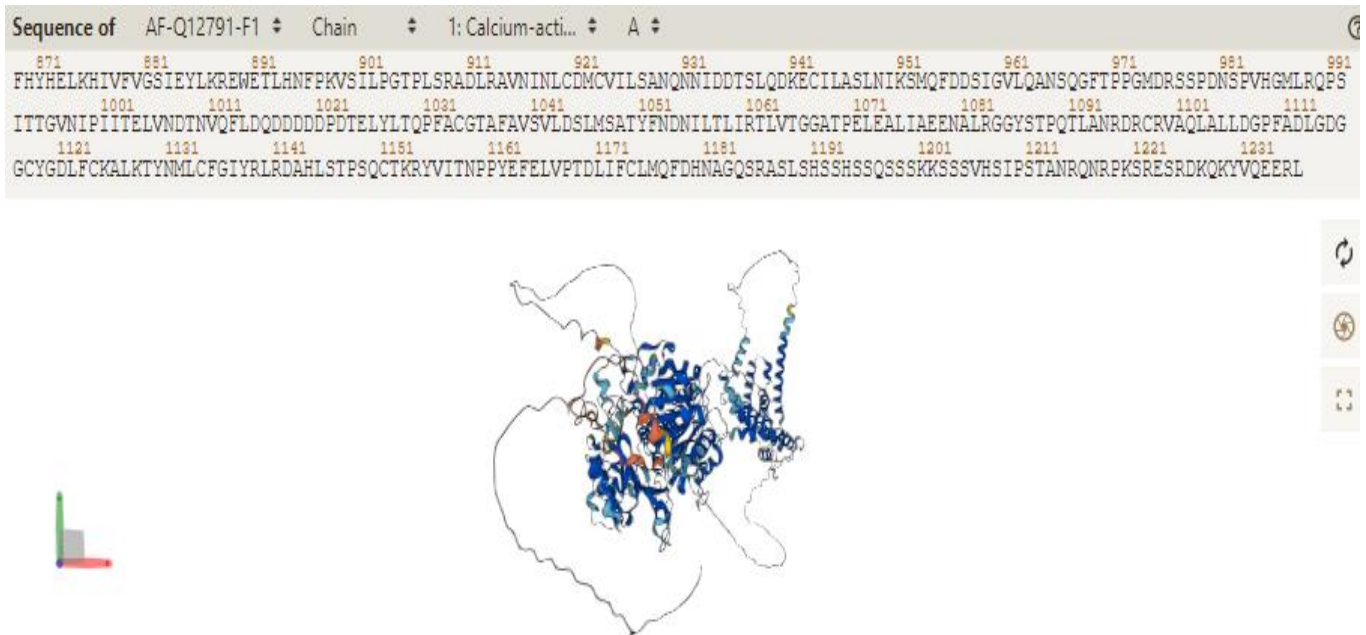 Sequence of AF-Q12791-F1 Chain 1: Calcium-acti... A
871 881 891 901 911 921 931 941 951 961 971 981 991
FHYHELKHIVFVGSIEYLKREWETLHNFPKVSILPGTPLSRADLRAVNINLCDMCVILSANQNNIDDTSLQDKECILASLNIKSMQFDDSIGVLQANSQGFTPPGMDRSSPDNSPVHGMLRQPS
1001 1011 1021 1031 1041 1051 1061 1071 1081 1091 1101 1111
ITTGVNIPIITELVNDTNVQFLDQDDDDDPDTELYLTQPFACGTAFAVSVLDSLMSATYFNDNILTLIRTLVTGGATPELEALIAEENALRGGYSTPQTLANRDRCRVAQLALLDGPFADLGDG
1121 1131 1141 1151 1161 1171 1181 1191 1201 1211 1221 1231
GCYGDLFCKALKTYNMLCFGIYRLRDAHLSTPSQCTKRYVITNPPYEFELVPTDLIFCLMQFDHNAGQSRASLSHSSHSSQSSSKKSSSVHSIPSTANRQNRPKSRESRDKQKYVQEERL